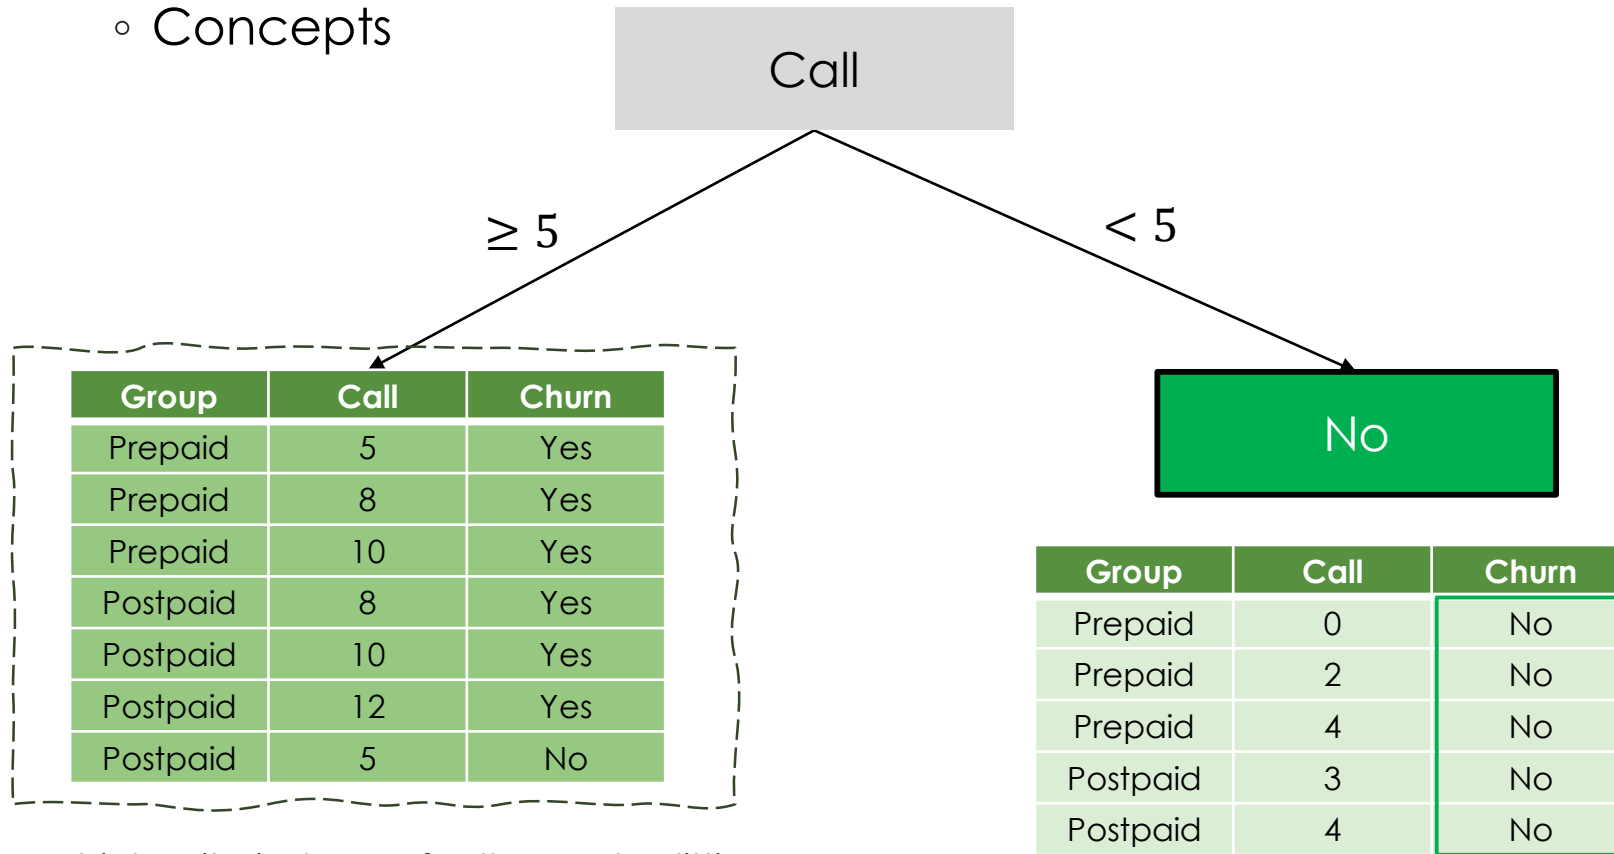 ◦ Concepts
Call
≥ 5
< 5
Group Call Churn
Prepaid 5 Yes
Prepaid 8 Yes
Prepaid 10 Yes
Postpaid 8 Yes
Postpaid 10 Yes
Postpaid 12 Yes
Postpaid 5 No
No
Group Call Churn
Prepaid 0 No
Prepaid 2 No
Prepaid 4 No
Postpaid 3 No
Postpaid 4 No